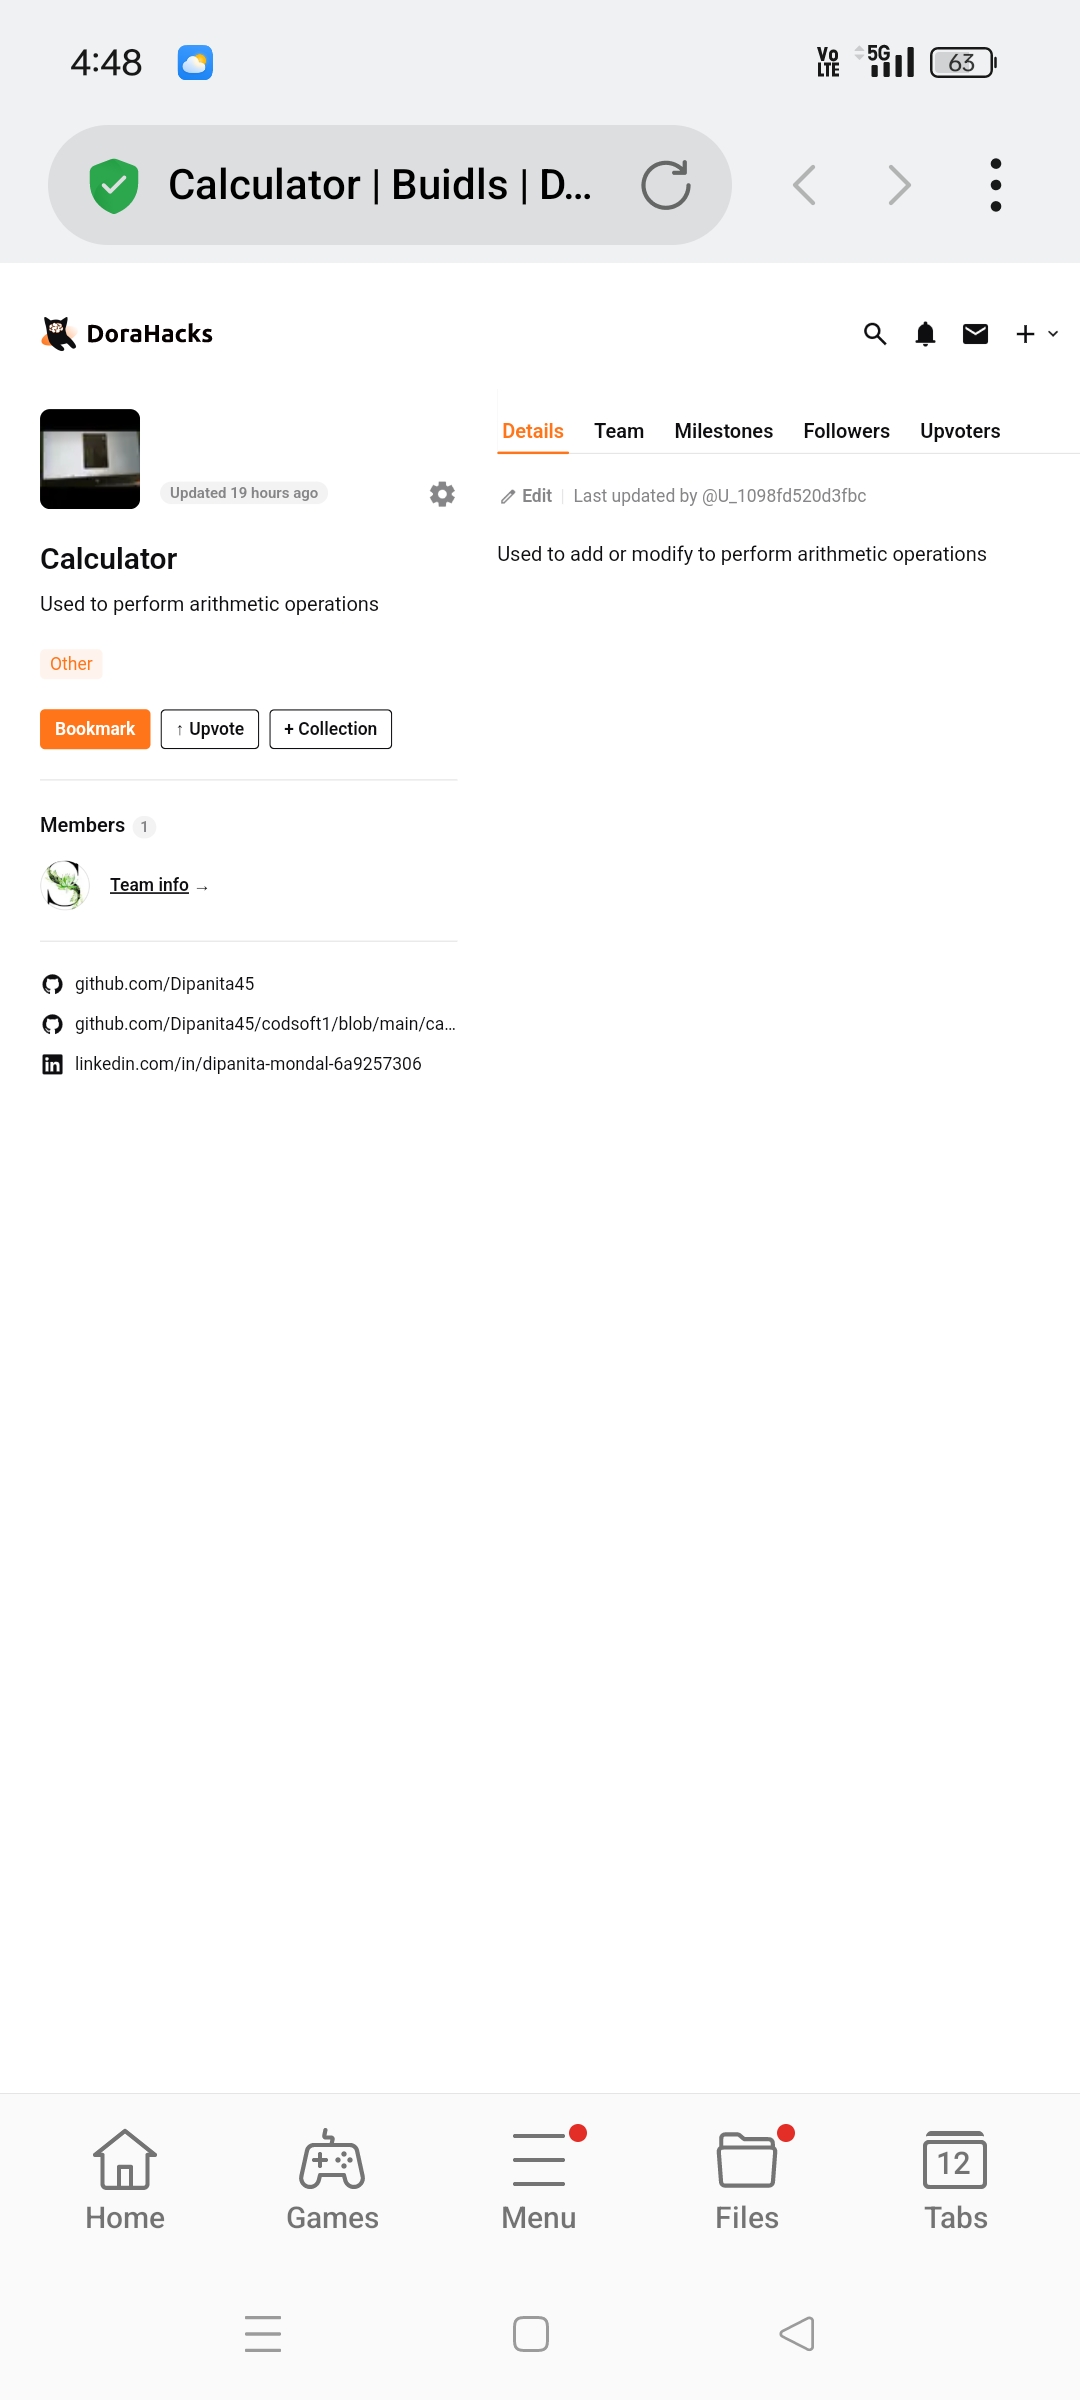 4:48
Vo
LTE
5G
63
Calculator | Buidls | D...
DoraHacks
Updated 19 hours ago
Calculator
Used to perform arithmetic operations
Other
Bookmark
↑ Upvote
+ Collection
Members 1
Team info →
github.com/Dipanita45
github.com/Dipanita45/codsoft1/blob/main/ca...
linkedin.com/in/dipanita-mondal-6a9257306
Details Team Milestones Followers Upvoters
Edit | Last updated by @U_1098fd520d3fbc
Used to add or modify to perform arithmetic operations
12
Home Games Menu Files Tabs